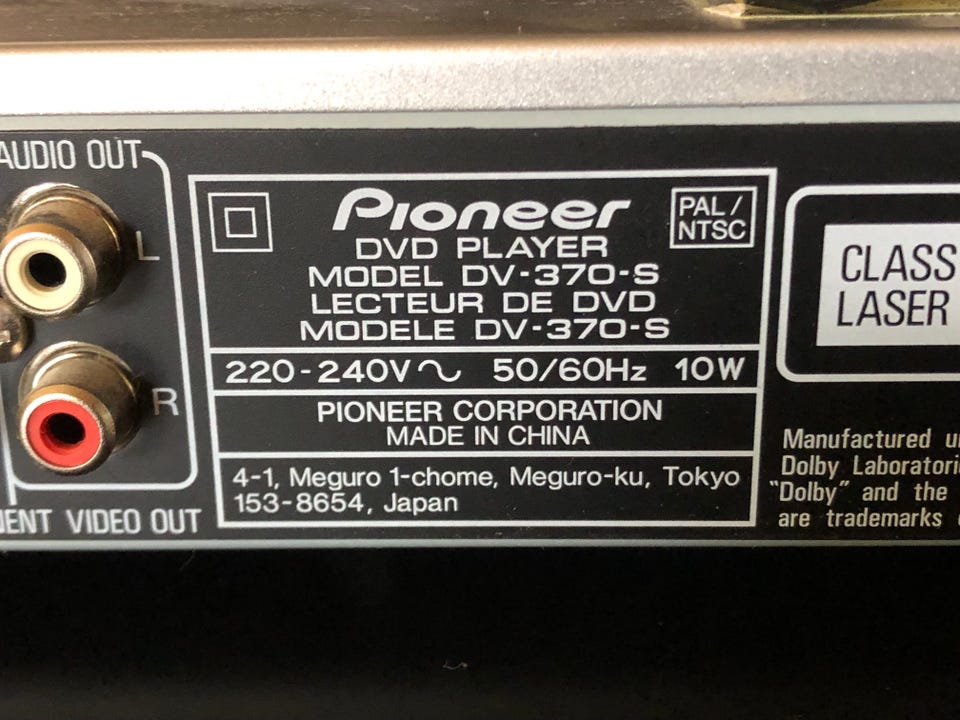 AUDIO OUT
L
R
VIDEO OUT
Pioneer
PAL /
NTSC
DVD PLAYER
MODEL DV-370-S
LECTEUR DE DVD
MODELE DV-370-S
220-240V～ 50/60Hz 10W
PIONEER CORPORATION
MADE IN CHINA
4-1, Meguro 1-chome, Meguro-ku, Tokyo
153-8654, Japan
CLASS
LASER
Manufactured
Dolby
"Dolby" and the
are trademarks